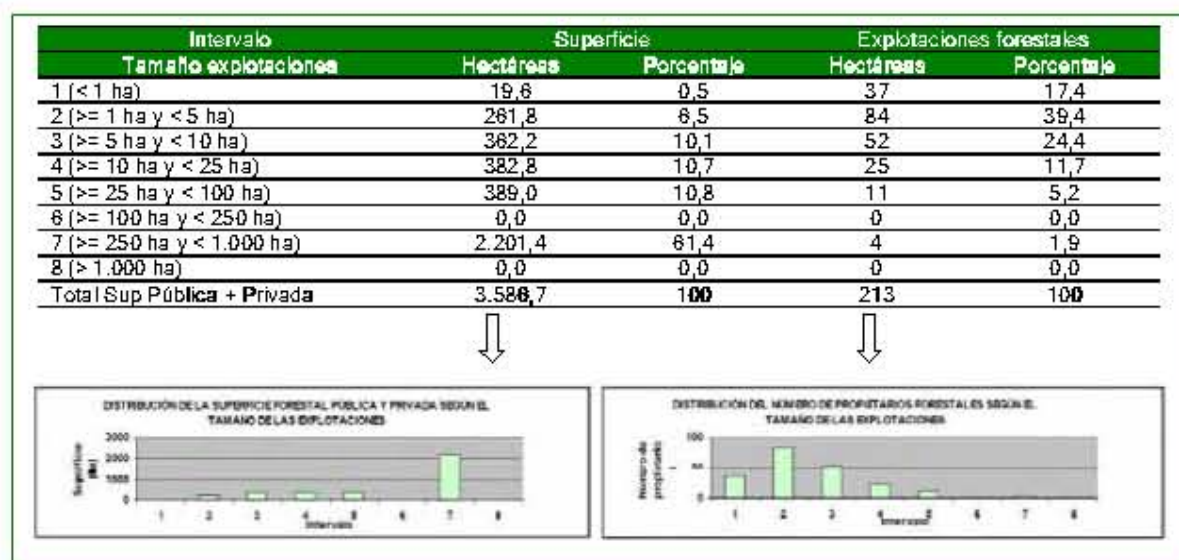 Intervalo Superficie Explotaciones forestales
Tamaño explotaciones Hectáreas Porcentaje Hectáreas Porcentaje
1 (< 1 ha) 19,6 0,5 37 17,4
2 (>= 1 ha y < 5 ha) 261,8 6,5 84 39,4
3 (>= 5 ha y < 10 ha) 362,2 10,1 52 24,4
4 (>= 10 ha y < 25 ha) 382,8 10,7 25 11,7
5 (>= 25 ha y < 100 ha) 389,0 10,8 11 5,2
6 (>= 100 ha y < 250 ha) 0,0 0,0 0 0,0
7 (>= 250 ha y < 1.000 ha) 2.201,4 61,4 4 1,9
8 (> 1.000 ha) 0,0 0,0 0 0,0
Total Sup Pública + Privada 3.586,7 100 213 100
DISTRIBUCIÓN DE LA SUPERFICIE FORESTAL PÚBLICA Y PRIVADA SEGÚN EL
TAMAÑO DE LAS EXPLOTACIONES
Superficie
(Ha)
3000
2000
1000
0
1 2 3 4 5 6 7 8
Intervalo
DISTRIBUCIÓN DEL NÚMERO DE PROPIETARIOS FORESTALES SEGÚN EL
TAMAÑO DE LAS EXPLOTACIONES
Número de
propietario
100
50
0
1 2 3 4 5 6 7 8
Intervalo